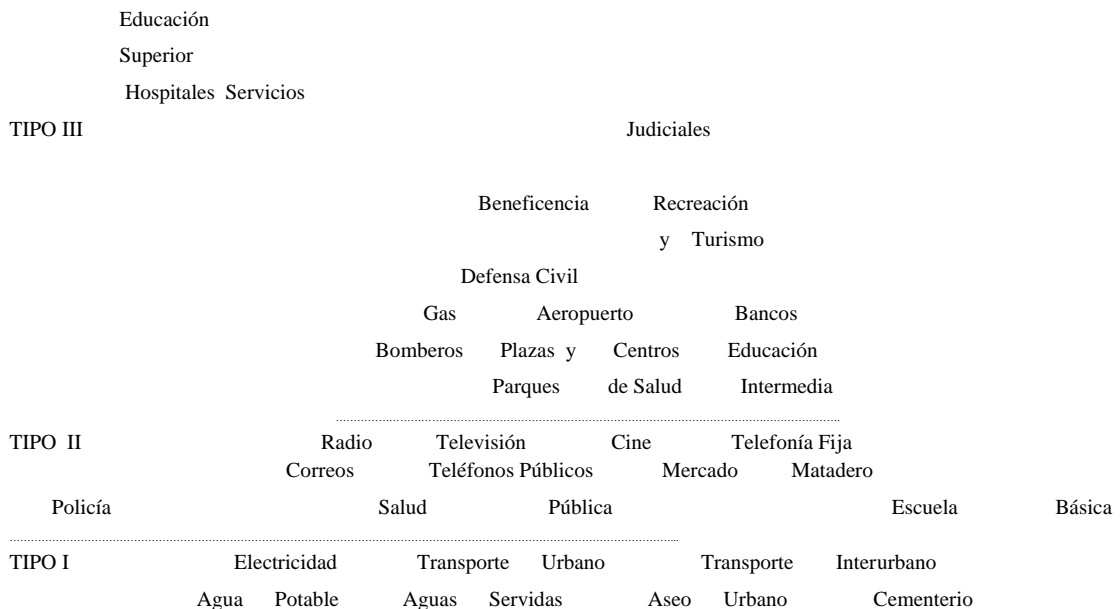 Educación
Superior
Hospitales Servicios
TIPO III Judiciales
Beneficencia Recreación
y Turismo
Defensa Civil
Gas Aeropuerto Bancos
Bomberos Plazas y Centros Educación
Parques de Salud Intermedia
TIPO II Radio Televisión Cine Telefonía Fija
Correos Teléfonos Públicos Mercado Matadero
Policía Salud Pública Escuela Básica
TIPO I Electricidad Transporte Urbano Transporte Interurbano
Agua Potable Aguas Servidas Aseo Urbano Cementerio